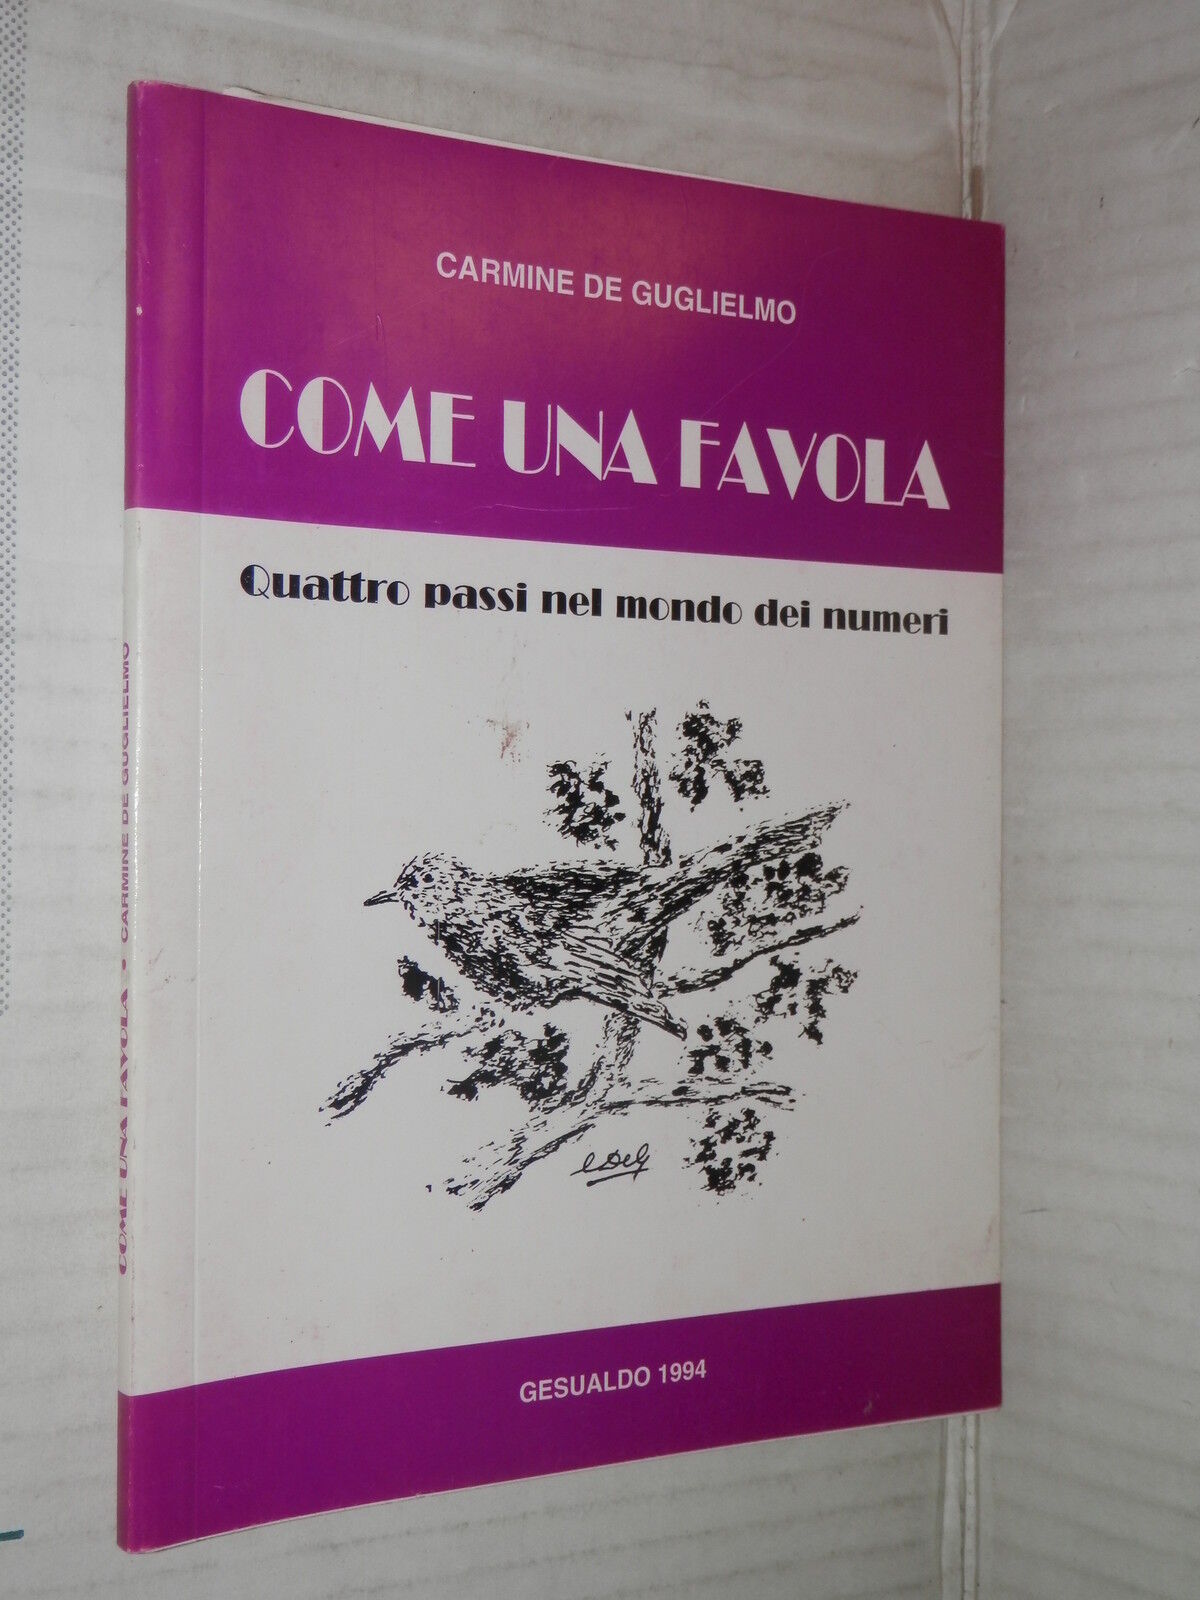 CARMINE DE GUGLIELMO
COME UNA FAVOLA
Quattro passi nel mondo dei numeri
GESUALDO 1994
COME UNA FAVOLA • CARMINE DE GUGLIELMO